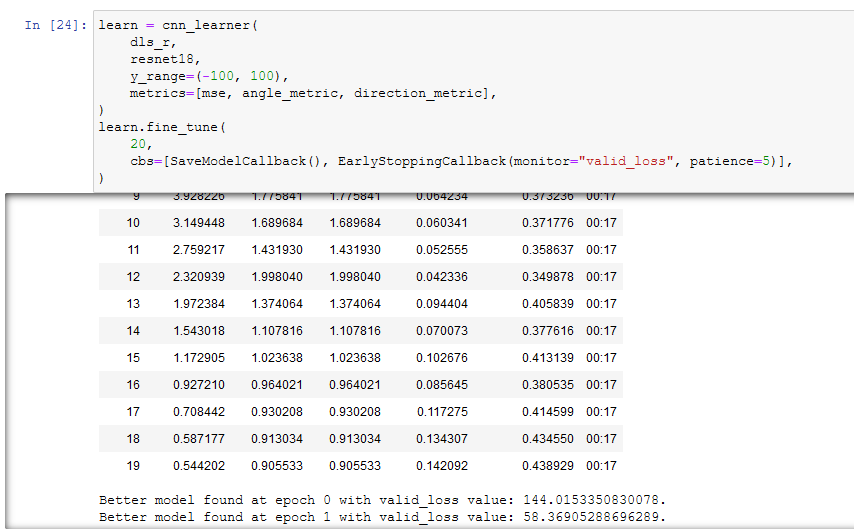 In [24]: learn = cnn_learner(
dls_r,
resnet18,
y_range=(-100, 100),
metrics=[mse, angle_metric, direction_metric],
)
learn.fine_tune(
20,
cbs=[SaveModelCallback(), EarlyStoppingCallback(monitor="valid_loss", patience=5)],
)
9 3.928226 1.775841 1.775841 0.064234 0.373236 00:17
10 3.149448 1.689684 1.689684 0.060341 0.371776 00:17
11 2.759217 1.431930 1.431930 0.052555 0.358637 00:17
12 2.320939 1.998040 1.998040 0.042336 0.349878 00:17
13 1.972384 1.374064 1.374064 0.094404 0.405839 00:17
14 1.543018 1.107816 1.107816 0.070073 0.377616 00:17
15 1.172905 1.023638 1.023638 0.102676 0.413139 00:17
16 0.927210 0.964021 0.964021 0.085645 0.380535 00:17
17 0.708442 0.930208 0.930208 0.117275 0.414599 00:17
18 0.587177 0.913034 0.913034 0.134307 0.434550 00:17
19 0.544202 0.905533 0.905533 0.142092 0.438929 00:17
Better model found at epoch 0 with valid_loss value: 144.0153350830078.
Better model found at epoch 1 with valid_loss value: 58.36905288696289.